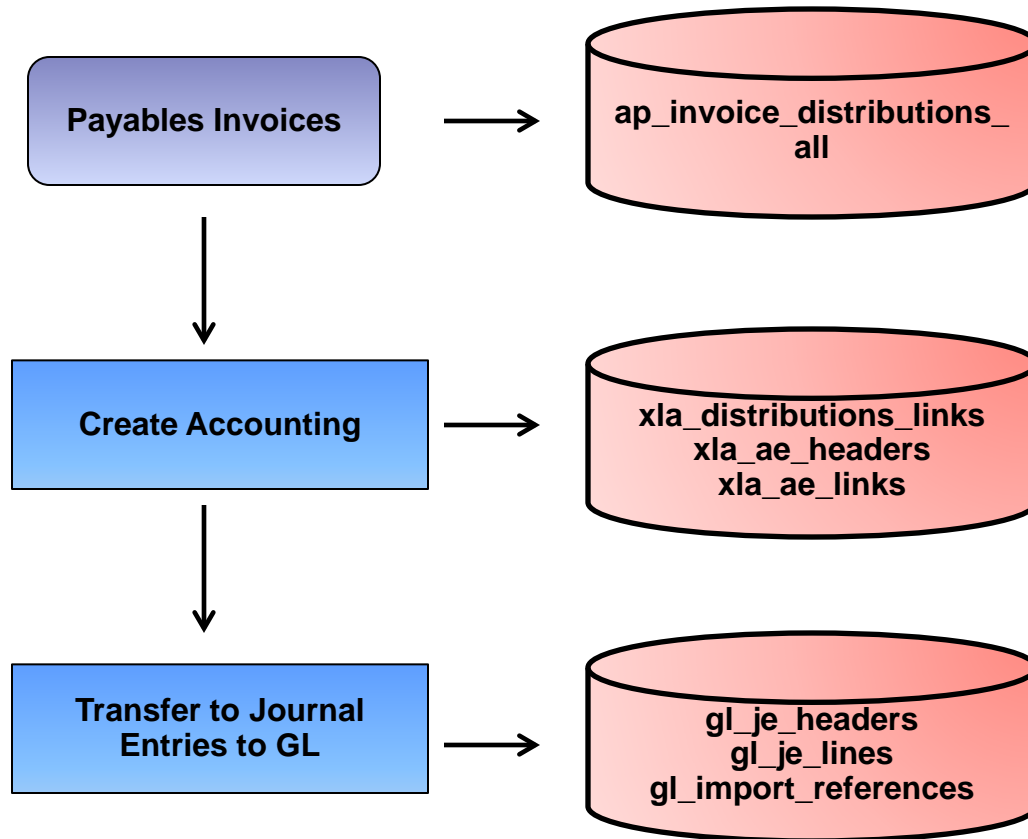 Payables Invoices
ap_invoice_distributions_
all
Create Accounting
xla_distributions_links
xla_ae_headers
xla_ae_links
Transfer to Journal
Entries to GL
gl_je_headers
gl_je_lines
gl_import_references